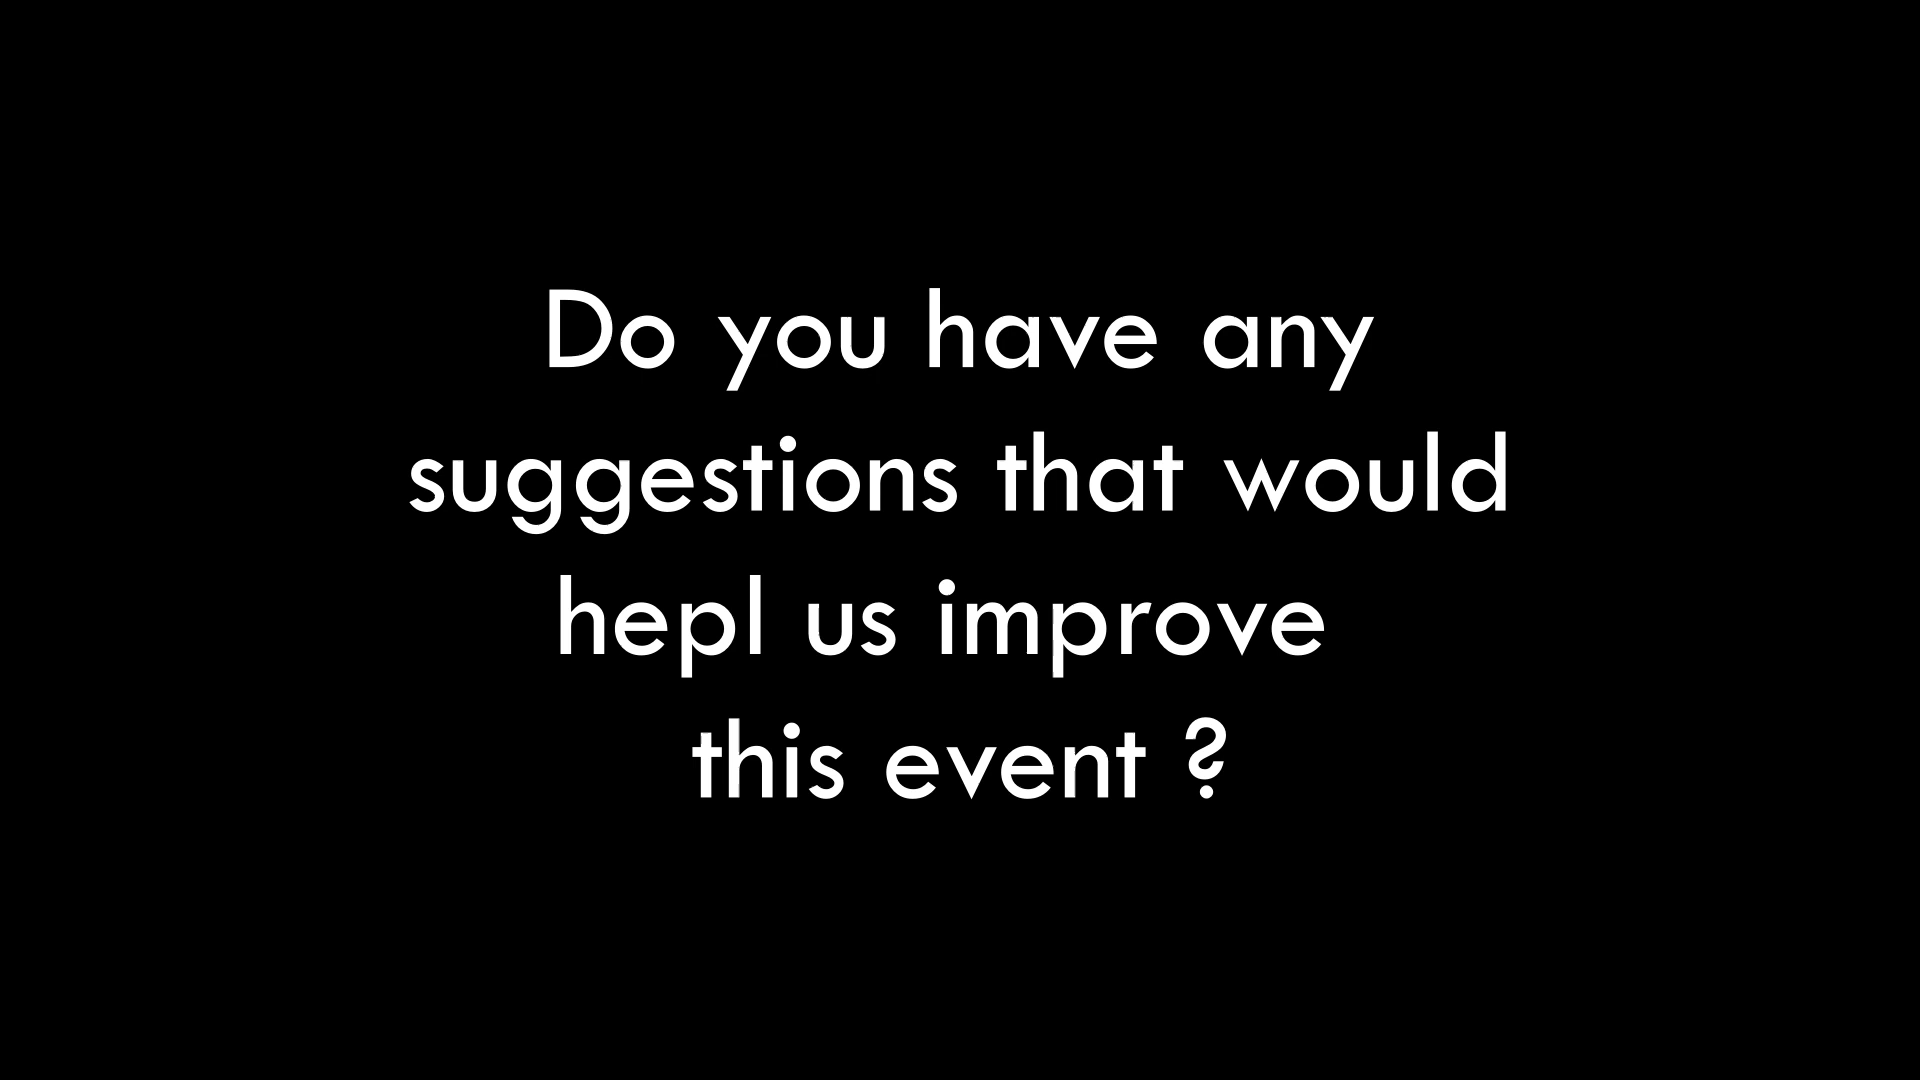 Do you have any
suggestions that would
hepl us improve
this event ?